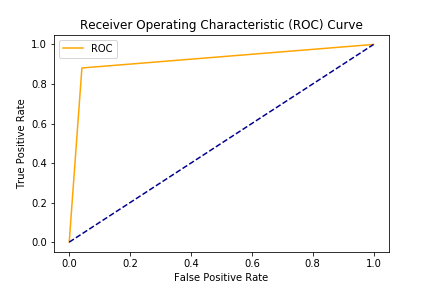 Receiver Operating Characteristic (ROC) Curve
ROC
1.0
0.8
0.6
0.4
0.2
0.0
True Positive Rate
0.0 0.2 0.4 0.6 0.8 1.0
False Positive Rate